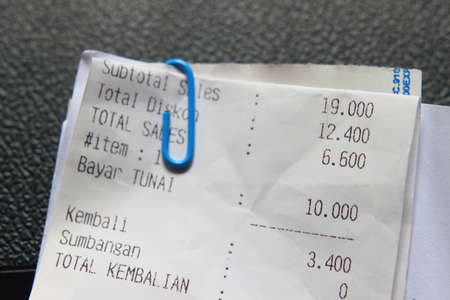 Subtotal Sales : 19.000
Total Diskon : 12.400
TOTAL SALES : 6.600
#item : 1
Bayar TUNAI : 10.000
Kembali : 3.400
Sumbangan : 0
TOTAL KEMBALIAN :